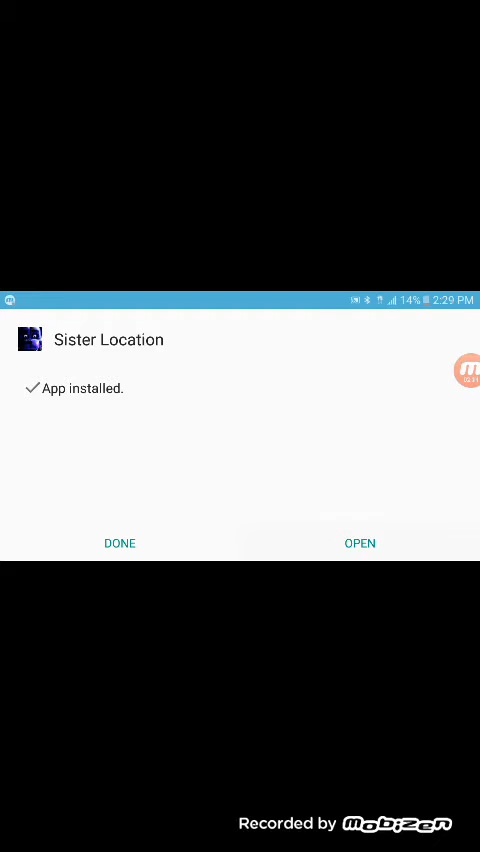 14% 2:29 PM
Sister Location
App installed.
DONE OPEN
Recorded by mobizen